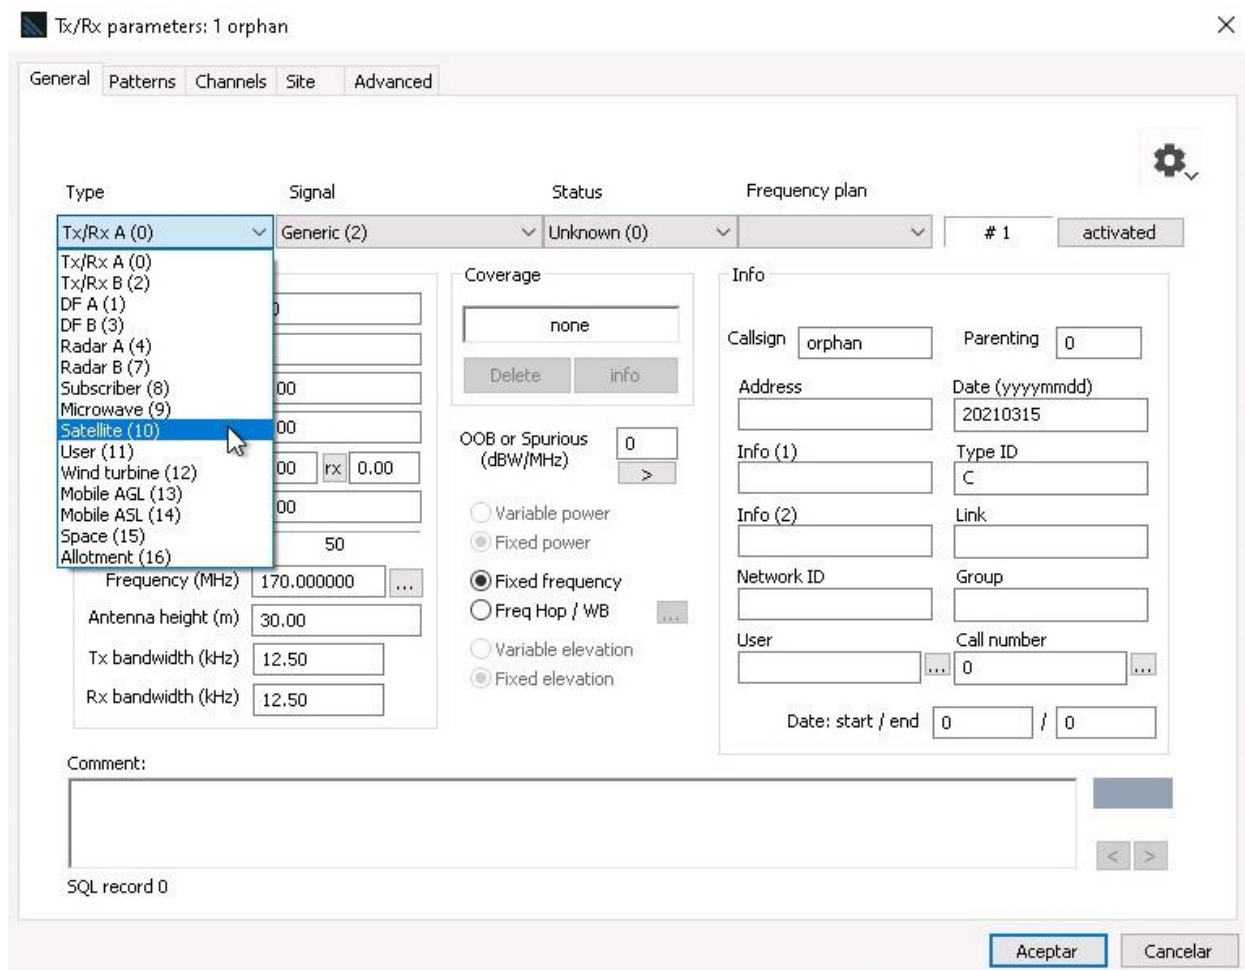 Tx/Rx parameters: 1 orphan
General Patterns Channels Site Advanced
Type Signal Status Frequency plan
Tx/Rx A (0) Generic (2) Unknown (0) # 1 activated
Tx/Rx A (0)
Tx/Rx B (2)
DF A (1)
DF B (3)
Radar A (4)
Radar B (7)
Subscriber (8)
Microwave (9)
Satellite (10)
User (11)
Wind turbine (12)
Mobile AGL (13)
Mobile ASL (14)
Space (15)
Allotment (16)
00
00
00 rx 0.00
00
50
Frequency (MHz) 170.000000 ...
Antenna height (m) 30.00
Tx bandwidth (kHz) 12.50
Rx bandwidth (kHz) 12.50
Coverage
none
Delete info
OOB or Spurious
(dBW/MHz) 0
>
Variable power
Fixed power
Fixed frequency
Freq Hop / WB ...
Variable elevation
Fixed elevation
Info
Callsign orphan Parenting 0
Address Date (yyyymmdd)
20210315
Info (1) Type ID
C
Info (2) Link
Network ID Group
User Call number
... 0 ...
Date: start / end 0 / 0
Comment:
< >
SQL record 0
Aceptar Cancelar